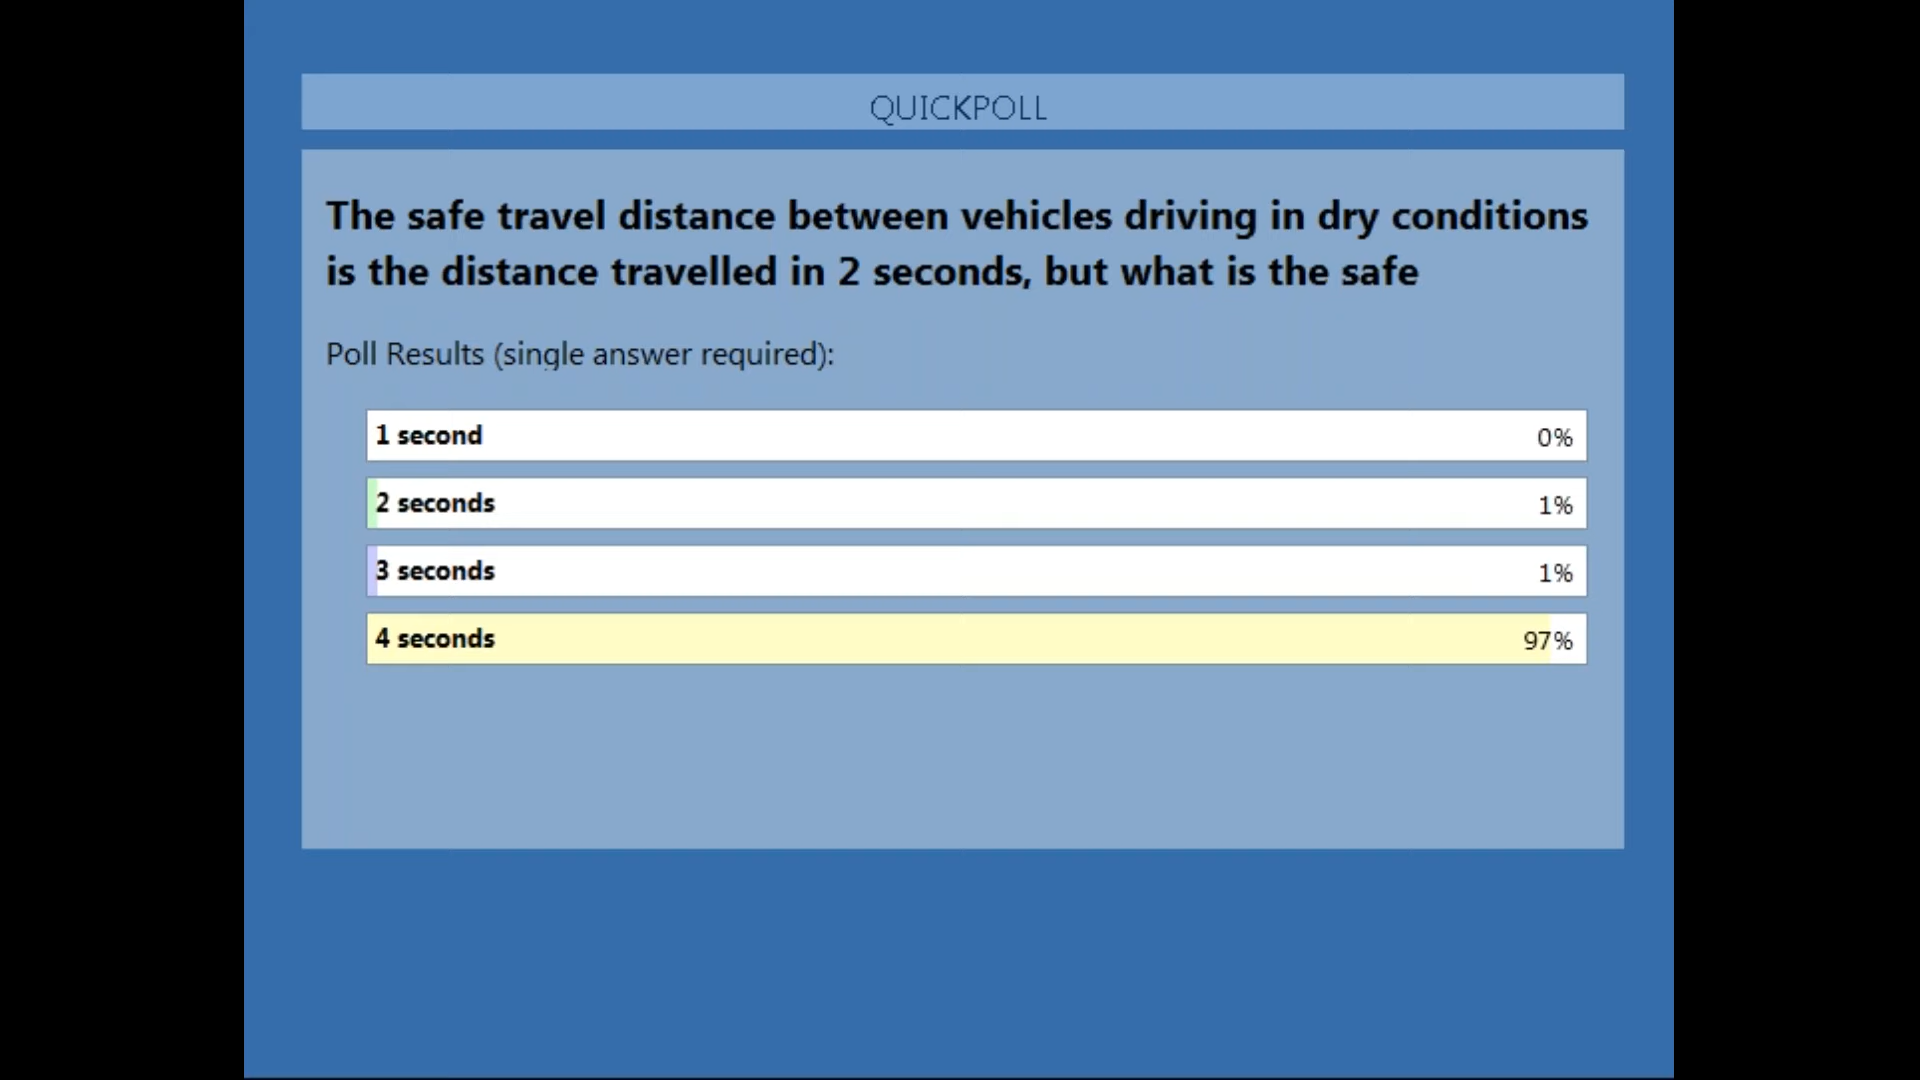 QUICKPOLL
The safe travel distance between vehicles driving in dry conditions
is the distance travelled in 2 seconds, but what is the safe
Poll Results (single answer required):
1 second 0%
2 seconds 1%
3 seconds 1%
4 seconds 97%